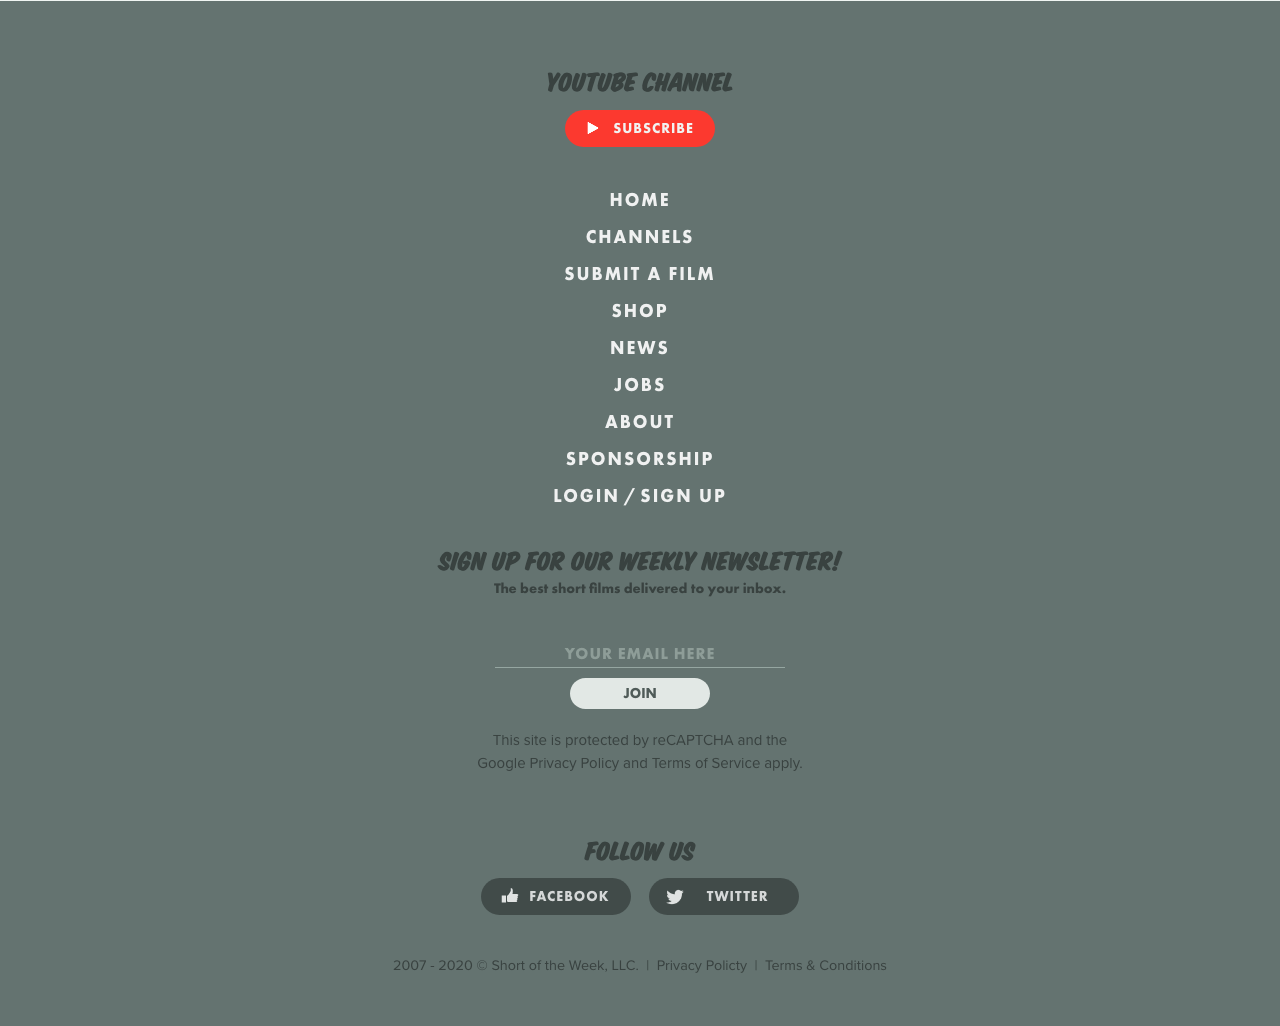 YOUTUBE CHANNEL
SUBSCRIBE
HOME
CHANNELS
SUBMIT A FILM
SHOP
NEWS
JOBS
ABOUT
SPONSORSHIP
LOGIN / SIGN UP
SIGN UP FOR OUR WEEKLY NEWSLETTER!
The best short films delivered to your inbox.
YOUR EMAIL HERE
JOIN
This site is protected by reCAPTCHA and the
Google Privacy Policy and Terms of Service apply.
FOLLOW US
FACEBOOK TWITTER
2007 - 2020 © Short of the Week, LLC. | Privacy Policty | Terms & Conditions